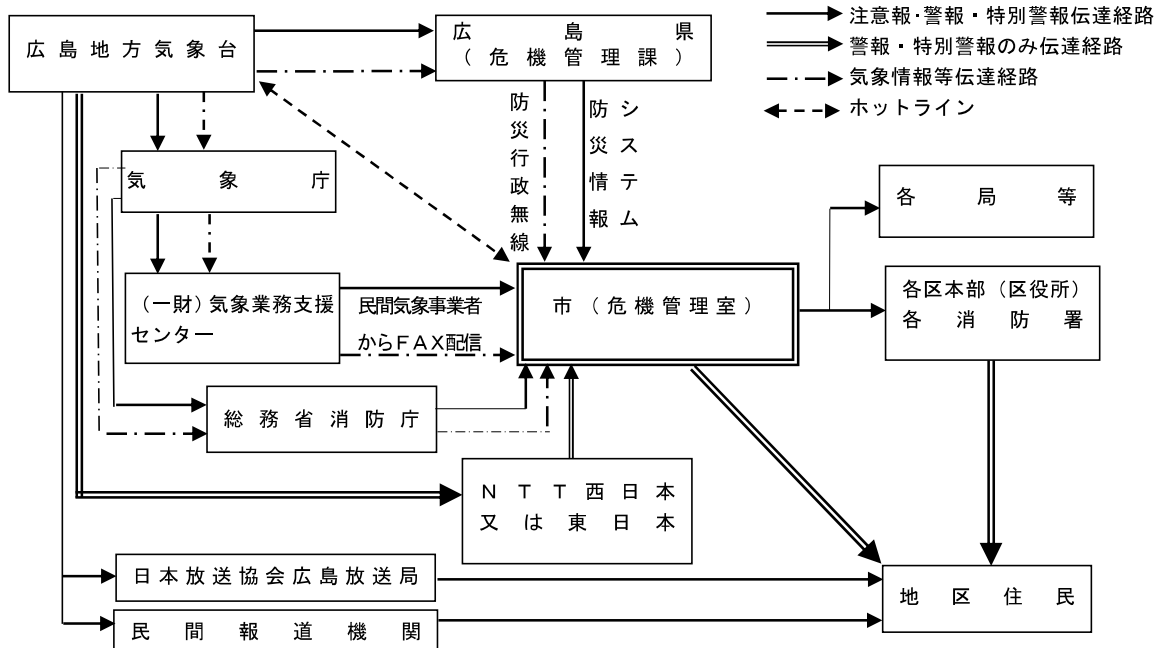 注意報・警報・特別警報伝達経路
警報・特別警報のみ伝達経路
気象情報等伝達経路
ホットライン
広島地方気象台
広島県
(危機管理課)
防災行政無線
防災情報
システム
気象庁
各局等
(一財)気象業務支援
センター
民間気象事業者
からＦＡＸ配信
市(危機管理室)
各区本部(区役所)
各消防署
総務省消防庁
ＮＴＴ西日本
又は東日本
日本放送協会広島放送局
民間報道機関
地区住民